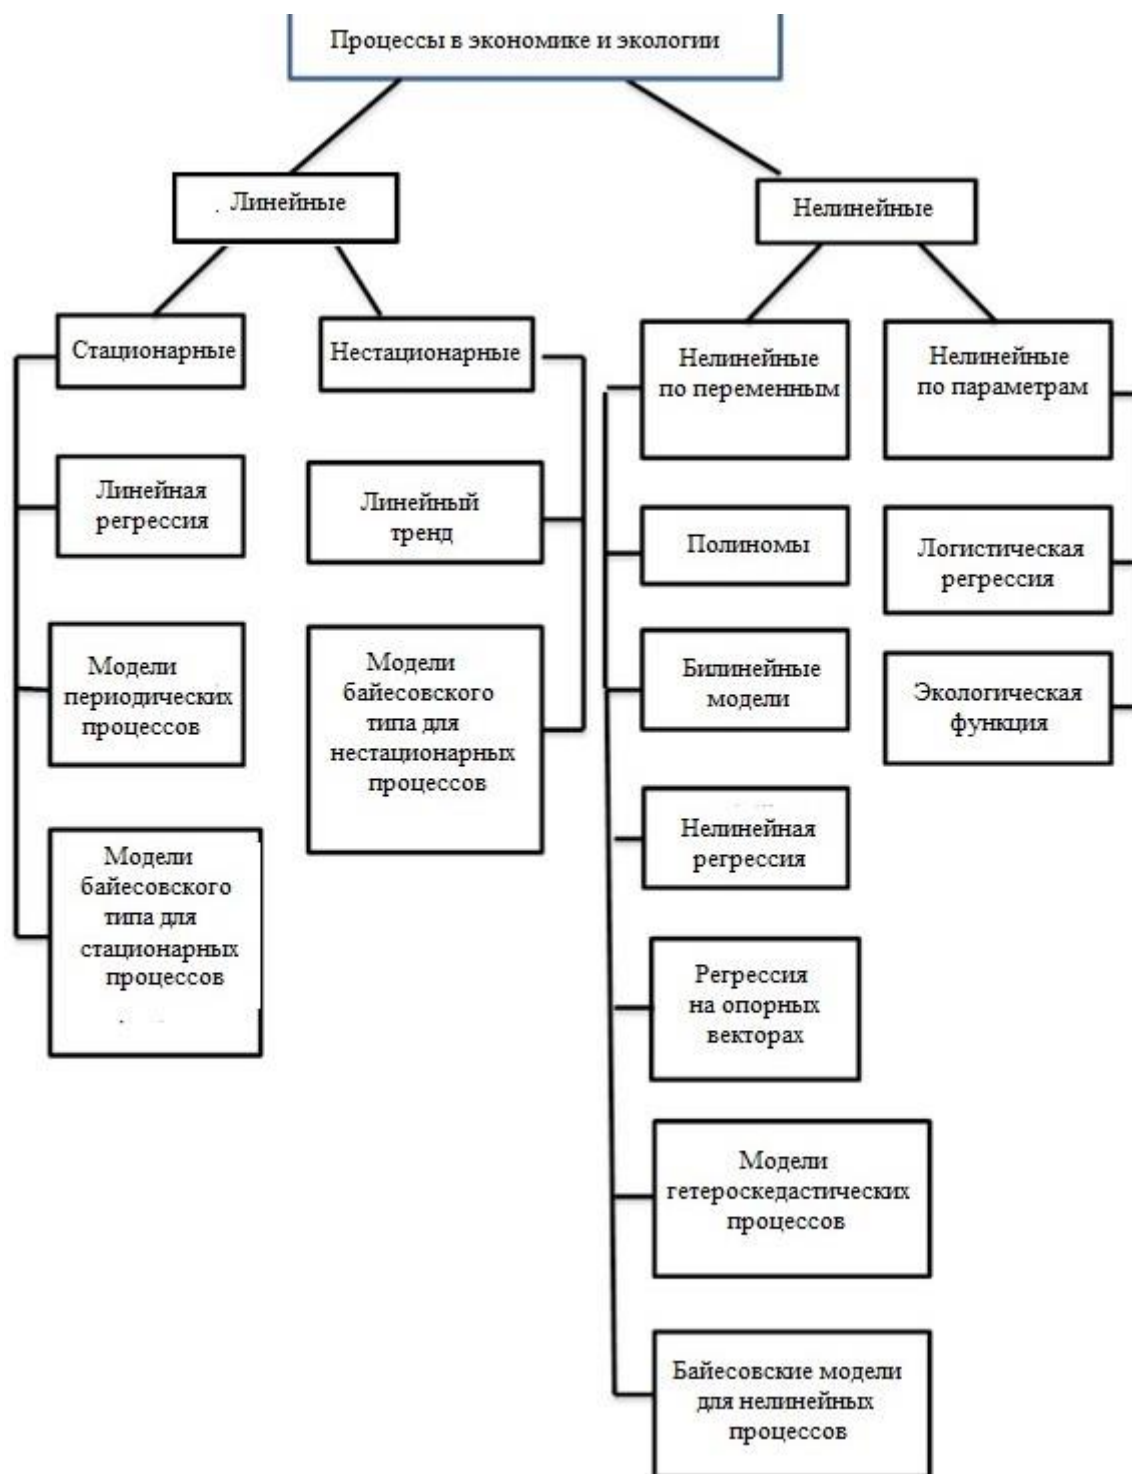 Процессы в экономике и экологии
Линейные
Нелинейные
Стационарные
Нестационарные
Нелинейные
по переменным
Нелинейные
по параметрам
Линейная
регрессия
Линейный
тренд
Полиномы
Логистическая
регрессия
Модели
периодических
процессов
Модели
байесовского
типа для
нестационарных
процессов
Билинейные
модели
Экологическая
функция
Модели
байесовского
типа для
стационарных
процессов
Нелинейная
регрессия
Регрессия
на опорных
векторах
Модели
гетероскедастических
процессов
Байесовские модели
для нелинейных
процессов